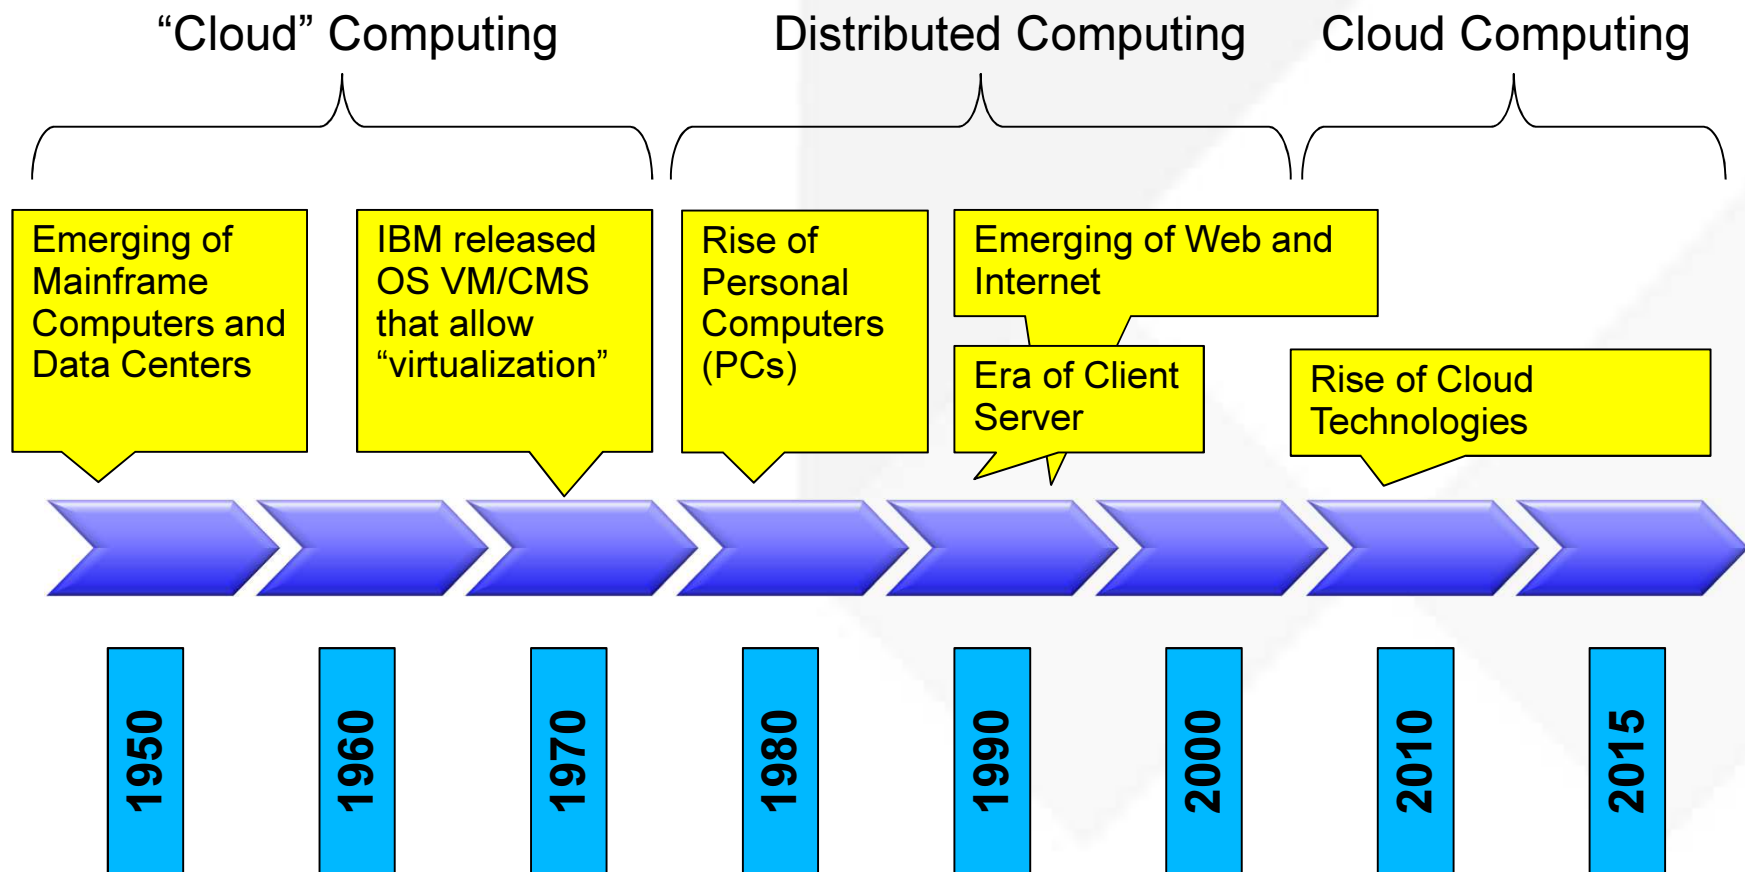 “Cloud” Computing
Distributed Computing
Cloud Computing
Emerging of
Mainframe
Computers and
Data Centers
IBM released
OS VM/CMS
that allow
“virtualization”
Rise of
Personal
Computers
(PCs)
Emerging of Web and
Internet
Era of Client
Server
Rise of Cloud
Technologies
1950
1960
1970
1980
1990
2000
2010
2015